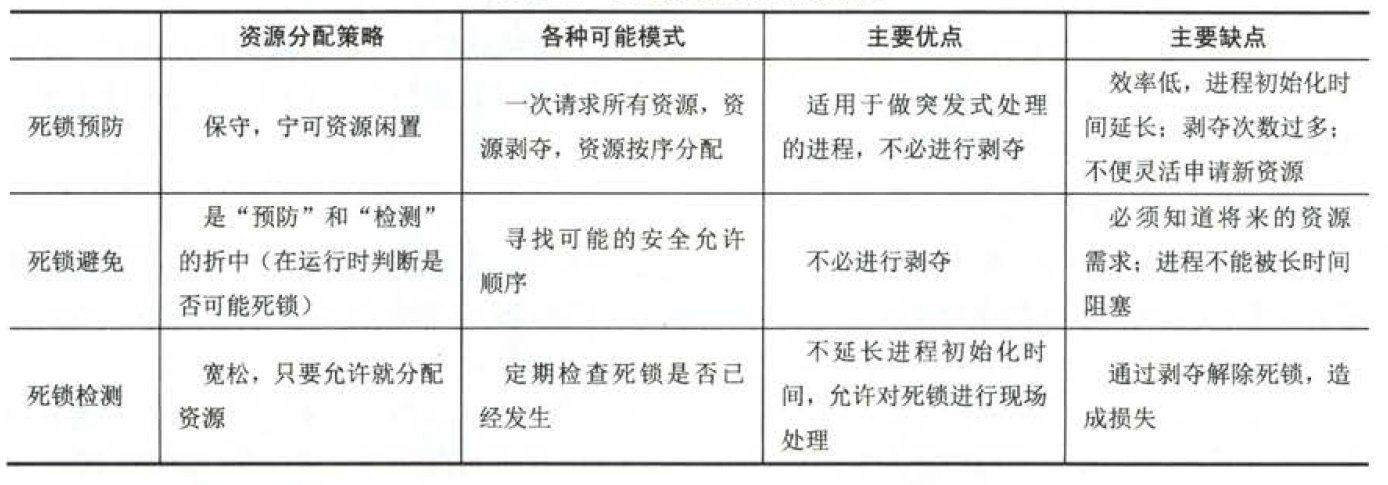 资源分配策略 各种可能模式 主要优点 主要缺点
死锁预防
保守，宁可资源闲置
一次请求所有资源，资
源剥夺，资源按序分配
适用于做突发式处理
的进程，不必进行剥夺
效率低，进程初始化时
间延长；剥夺次数过多；
不便灵活申请新资源
死锁避免
是“预防”和“检测”
的折中（在运行时判断是
否可能死锁）
寻找可能的安全允许
顺序
不必进行剥夺
必须知道将来的资源
需求；进程不能被长时间
阻塞
死锁检测
宽松，只要允许就分配
资源
定期检查死锁是否已
经发生
不延长进程初始化时
间，允许对死锁进行现场
处理
通过剥夺解除死锁，造
成损失